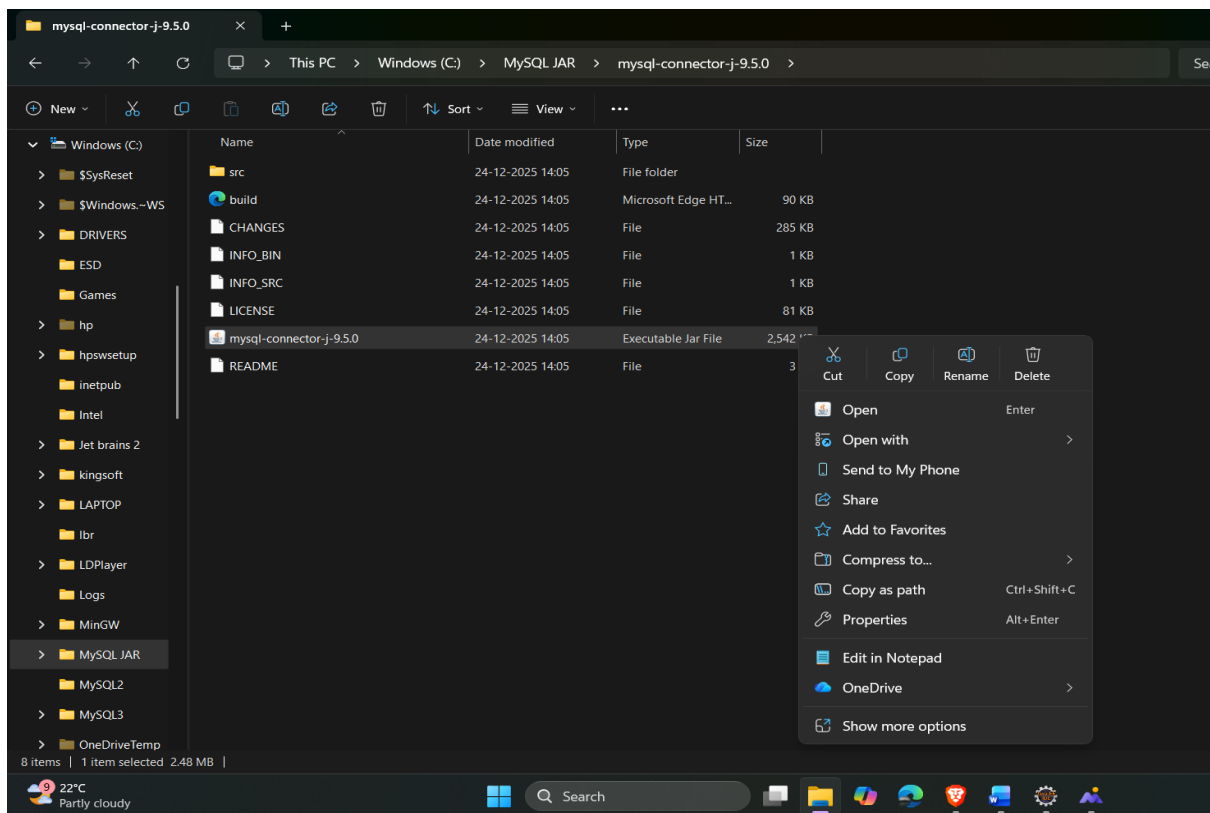 mysql-connector-j-9.5.0
This PC > Windows (C:) > MySQL JAR > mysql-connector-j-9.5.0 >
New Sort View
Windows (C:)
$SysReset
$Windows.~WS
DRIVERS
ESD
Games
hp
hpswsetup
inetpub
Intel
Jet brains 2
kingsoft
LAPTOP
lbr
LDPlayer
Logs
MinGW
MySQL JAR
MySQL2
MySQL3
OneDriveTemp
Name Date modified Type Size
src 24-12-2025 14:05 File folder
build 24-12-2025 14:05 Microsoft Edge HT... 90 KB
CHANGES 24-12-2025 14:05 File 285 KB
INFO_BIN 24-12-2025 14:05 File 1 KB
INFO_SRC 24-12-2025 14:05 File 1 KB
LICENSE 24-12-2025 14:05 File 81 KB
mysql-connector-j-9.5.0 24-12-2025 14:05 Executable Jar File 2,542
README 24-12-2025 14:05 File 3
Cut Copy Rename Delete
Open Enter
Open with
Send to My Phone
Share
Add to Favorites
Compress to...
Copy as path Ctrl+Shift+C
Properties Alt+Enter
Edit in Notepad
OneDrive
Show more options
8 items | 1 item selected 2.48 MB |
9
22°C
Partly cloudy
Search